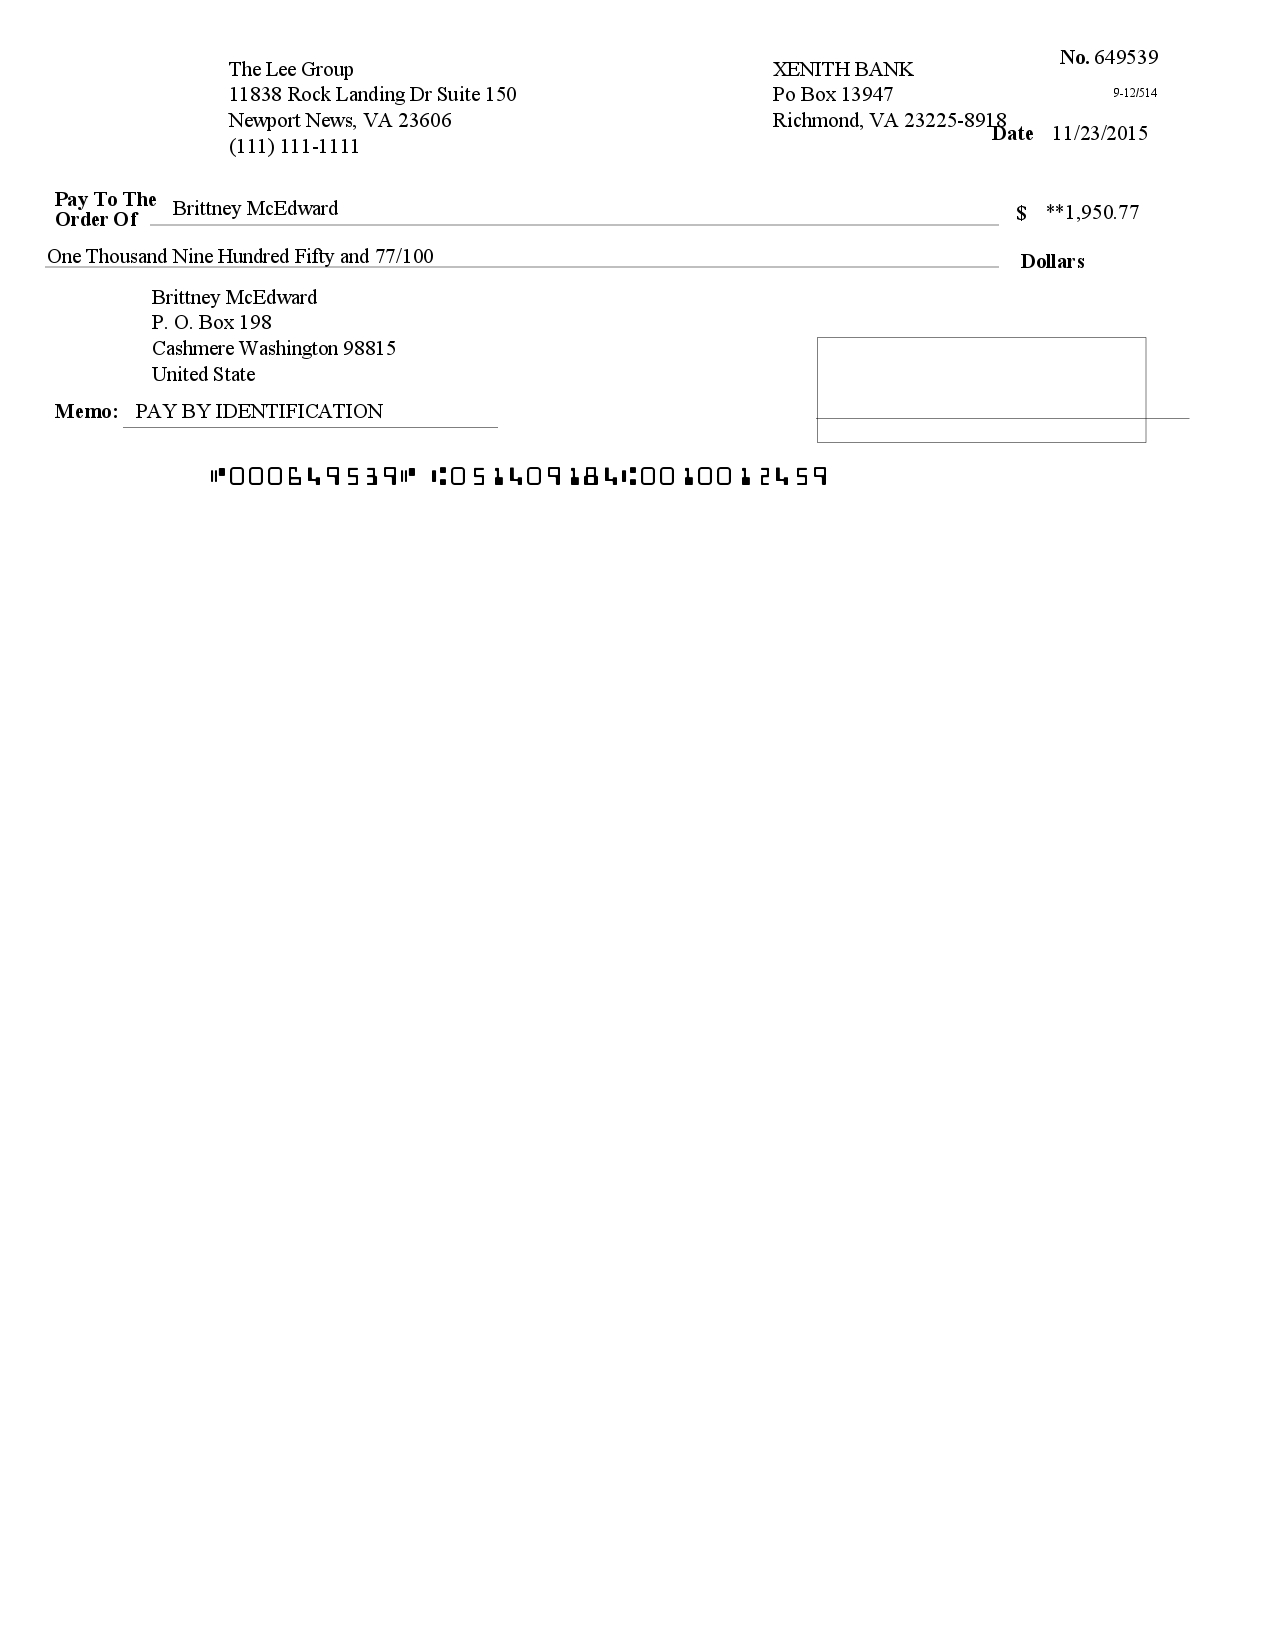 The Lee Group
11838 Rock Landing Dr Suite 150
Newport News, VA 23606
(111) 111-1111
XENITH BANK
Po Box 13947
Richmond, VA 23225-8918
No. 649539
9-12/514
Date 11/23/2015
Pay To The
Order Of Brittney McEdward $ **1,950.77
One Thousand Nine Hundred Fifty and 77/100 Dollars
Brittney McEdward
P. O. Box 198
Cashmere Washington 98815
United State
Memo: PAY BY IDENTIFICATION
⑈000649539⑈ ⑆051409184⑆0010012459